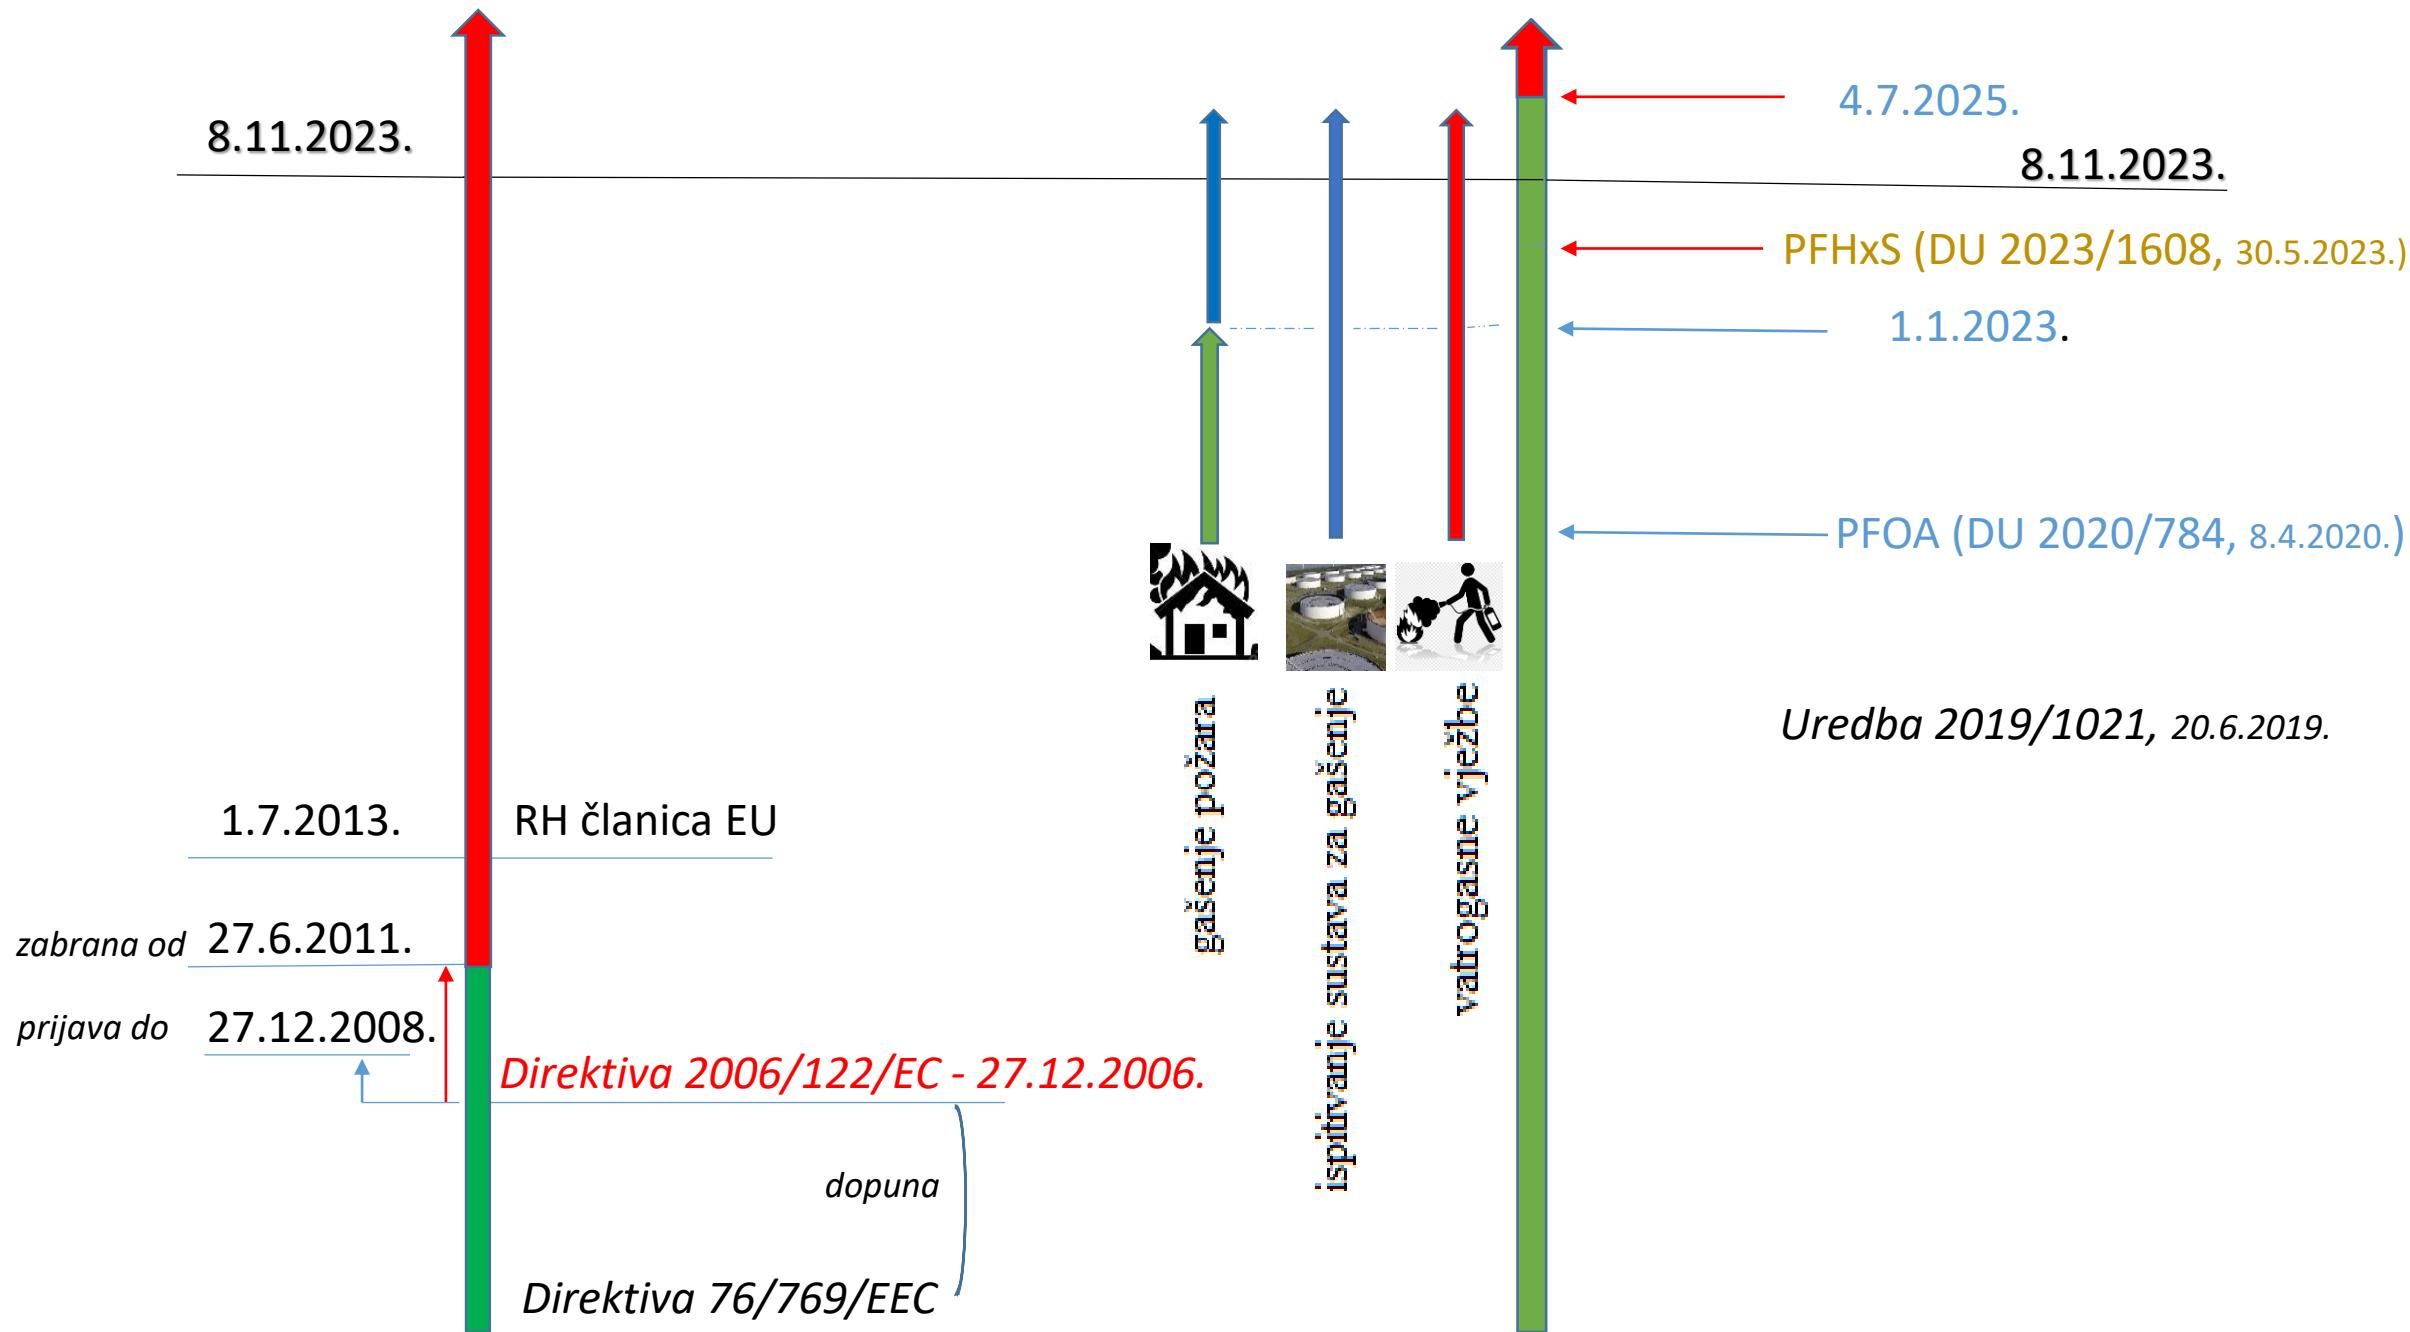 8.11.2023.
4.7.2025.
8.11.2023.
PFHxS (DU 2023/1608, 30.5.2023.)
1.1.2023.
PFOA (DU 2020/784, 8.4.2020.)
gašenje požara
ispitivanje sustava za gašenje
vatrogasne vježbe
Uredba 2019/1021, 20.6.2019.
1.7.2013. RH članica EU
zabrana od 27.6.2011.
prijava do 27.12.2008.
Direktiva 2006/122/EC - 27.12.2006.
dopuna
Direktiva 76/769/EEC